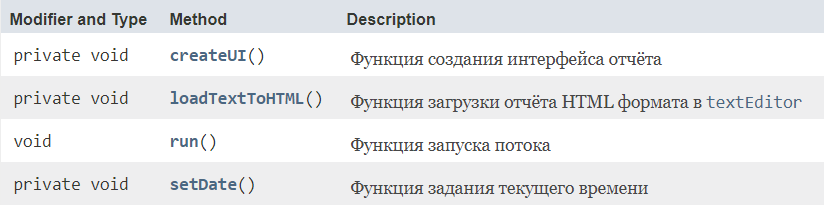 Modifier and Type Method Description
private void createUI() Функция создания интерфейса отчёта
private void loadTextToHTML() Функция загрузки отчёта HTML формата в textEditor
void run() Функция запуска потока
private void setDate() Функция задания текущего времени